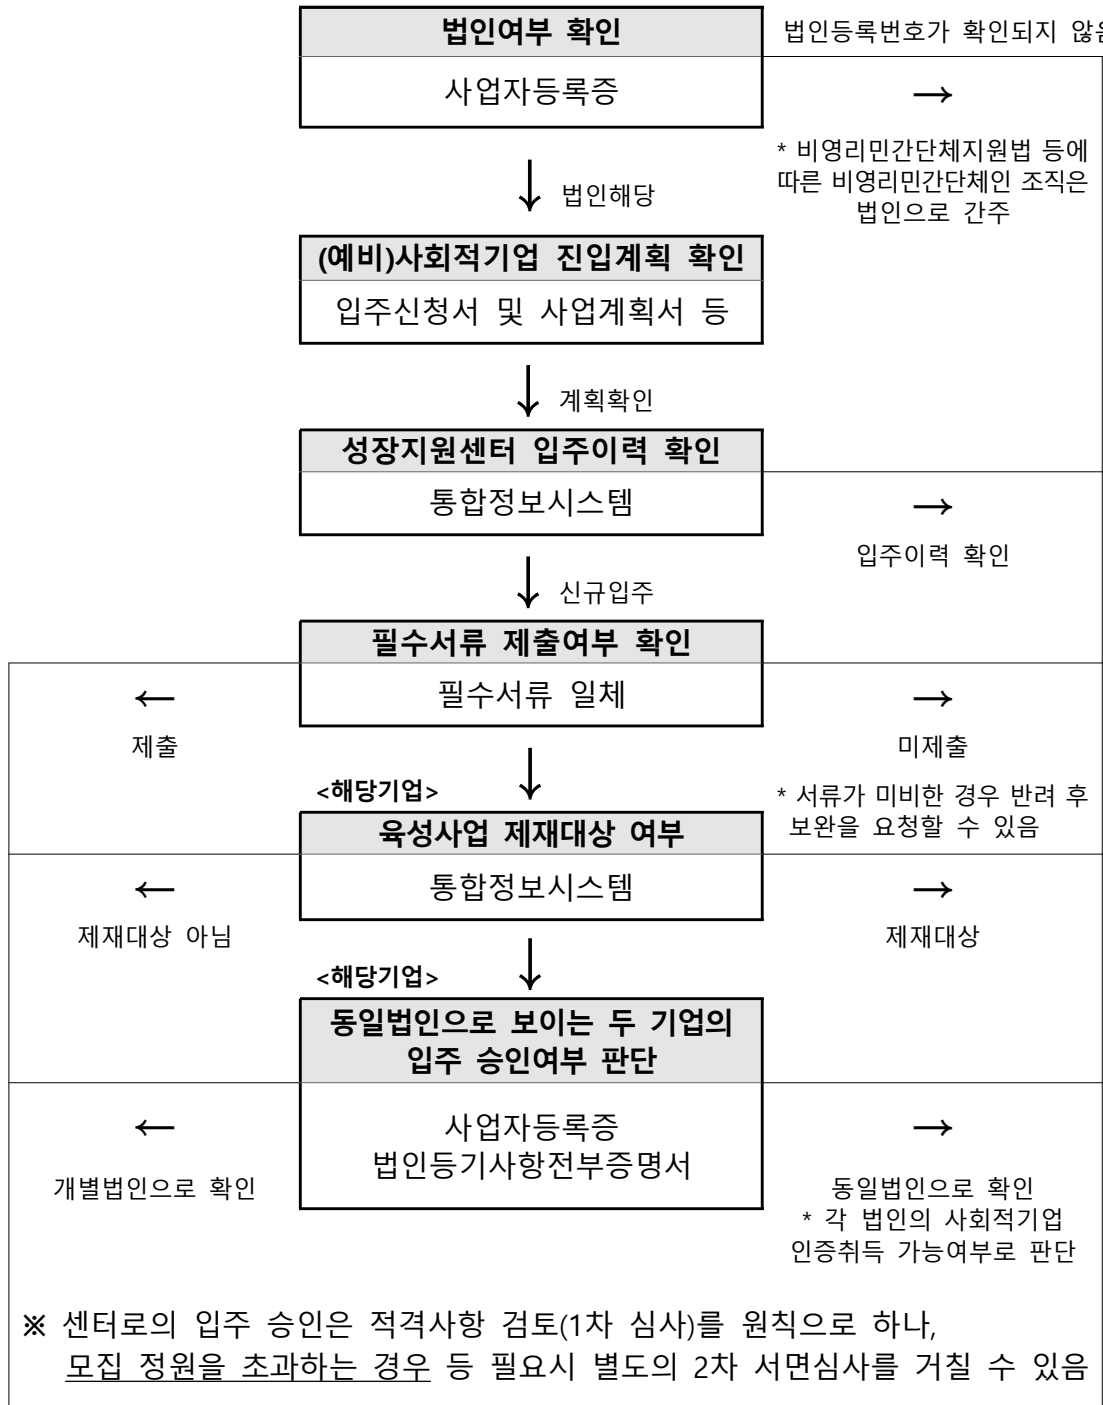 법인여부 확인
법인등록번호가 확인되지 않음
사업자등록증
→
* 비영리민간단체지원법 등에
따른 비영리민간단체인 조직은
법인으로 간주
↓ 법인해당
(예비)사회적기업 진입계획 확인
입주신청서 및 사업계획서 등
↓ 계획확인
성장지원센터 입주이력 확인
통합정보시스템
→
입주이력 확인
↓ 신규입주
필수서류 제출여부 확인
← 필수서류 일체 →
제출
미제출
↓
<해당기업>
* 서류가 미비한 경우 반려 후
보완을 요청할 수 있음
육성사업 제재대상 여부
← 통합정보시스템 →
제재대상 아님
제재대상
↓
<해당기업>
동일법인으로 보이는 두 기업의
입주 승인여부 판단
← 사업자등록증 →
법인등기사항전부증명서
개별법인으로 확인
동일법인으로 확인
* 각 법인의 사회적기업
인증취득 가능여부로 판단
※ 센터로의 입주 승인은 적격사항 검토(1차 심사)를 원칙으로 하나,
모집 정원을 초과하는 경우 등 필요시 별도의 2차 서면심사를 거칠 수 있음